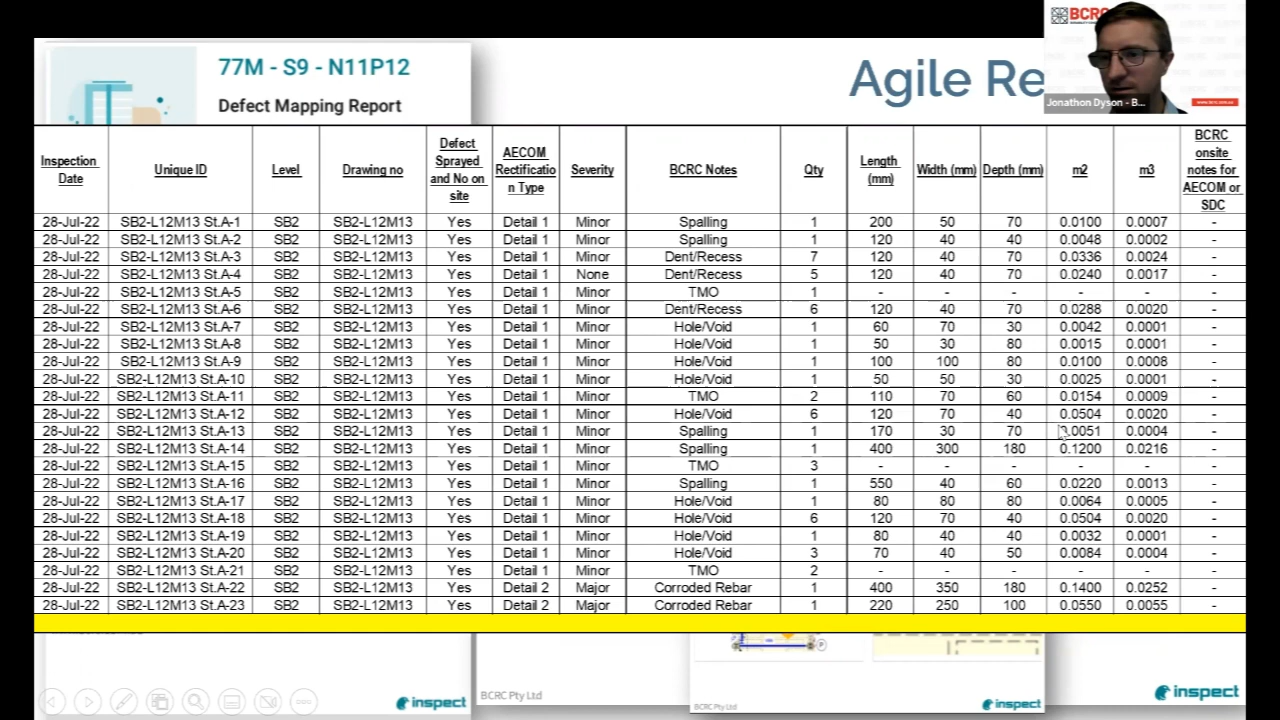 BCRC
Jonathon Dyson - B...
www.bcrc.com.au
77M - S9 - N11P12
Defect Mapping Report
Agile Re
Inspection Date Unique ID Level Drawing no Defect Sprayed and No on site AECOM Rectificatio n Type Severity BCRC Notes Qty Length (mm) Width (mm) Depth (mm) m2 m3 BCRC onsite notes for AECOM or SDC
28-Jul-22 SB2-L12M13 St.A-1 SB2 SB2-L12M13 Yes Detail 1 Minor Spalling 1 200 50 70 0.0100 0.0007 -
28-Jul-22 SB2-L12M13 St.A-2 SB2 SB2-L12M13 Yes Detail 1 Minor Spalling 1 120 40 40 0.0048 0.0002 -
28-Jul-22 SB2-L12M13 St.A-3 SB2 SB2-L12M13 Yes Detail 1 Minor Dent/Recess 7 120 40 70 0.0336 0.0024 -
28-Jul-22 SB2-L12M13 St.A-4 SB2 SB2-L12M13 Yes Detail 1 None Dent/Recess 5 120 40 70 0.0240 0.0017 -
28-Jul-22 SB2-L12M13 St.A-5 SB2 SB2-L12M13 Yes Detail 1 Minor TMO 1 - - - - - -
28-Jul-22 SB2-L12M13 St.A-6 SB2 SB2-L12M13 Yes Detail 1 Minor Dent/Recess 6 120 40 70 0.0288 0.0020 -
28-Jul-22 SB2-L12M13 St.A-7 SB2 SB2-L12M13 Yes Detail 1 Minor Hole/Void 1 60 70 30 0.0042 0.0001 -
28-Jul-22 SB2-L12M13 St.A-8 SB2 SB2-L12M13 Yes Detail 1 Minor Hole/Void 1 50 30 80 0.0015 0.0001 -
28-Jul-22 SB2-L12M13 St.A-9 SB2 SB2-L12M13 Yes Detail 1 Minor Hole/Void 1 100 100 80 0.0100 0.0008 -
28-Jul-22 SB2-L12M13 St.A-10 SB2 SB2-L12M13 Yes Detail 1 Minor Hole/Void 1 50 50 30 0.0025 0.0001 -
28-Jul-22 SB2-L12M13 St.A-11 SB2 SB2-L12M13 Yes Detail 1 Minor TMO 2 110 70 60 0.0154 0.0009 -
28-Jul-22 SB2-L12M13 St.A-12 SB2 SB2-L12M13 Yes Detail 1 Minor Hole/Void 6 120 70 40 0.0504 0.0020 -
28-Jul-22 SB2-L12M13 St.A-13 SB2 SB2-L12M13 Yes Detail 1 Minor Spalling 1 170 30 70 0.0051 0.0004 -
28-Jul-22 SB2-L12M13 St.A-14 SB2 SB2-L12M13 Yes Detail 1 Minor Spalling 1 400 300 180 0.1200 0.0216 -
28-Jul-22 SB2-L12M13 St.A-15 SB2 SB2-L12M13 Yes Detail 1 Minor TMO 3 - - - - - -
28-Jul-22 SB2-L12M13 St.A-16 SB2 SB2-L12M13 Yes Detail 1 Minor Spalling 1 550 40 60 0.0220 0.0013 -
28-Jul-22 SB2-L12M13 St.A-17 SB2 SB2-L12M13 Yes Detail 1 Minor Hole/Void 1 80 80 80 0.0064 0.0005 -
28-Jul-22 SB2-L12M13 St.A-18 SB2 SB2-L12M13 Yes Detail 1 Minor Hole/Void 6 120 70 40 0.0504 0.0020 -
28-Jul-22 SB2-L12M13 St.A-19 SB2 SB2-L12M13 Yes Detail 1 Minor Hole/Void 1 80 40 40 0.0032 0.0001 -
28-Jul-22 SB2-L12M13 St.A-20 SB2 SB2-L12M13 Yes Detail 1 Minor Hole/Void 3 70 40 50 0.0084 0.0004 -
28-Jul-22 SB2-L12M13 St.A-21 SB2 SB2-L12M13 Yes Detail 1 Minor TMO 2 - - - - - -
28-Jul-22 SB2-L12M13 St.A-22 SB2 SB2-L12M13 Yes Detail 2 Major Corroded Rebar 1 400 350 180 0.1400 0.0252 -
28-Jul-22 SB2-L12M13 St.A-23 SB2 SB2-L12M13 Yes Detail 2 Major Corroded Rebar 1 220 250 100 0.0550 0.0055 -
P
inspect
BCRC Pty Ltd
BCRC Pty Ltd
inspect
inspect